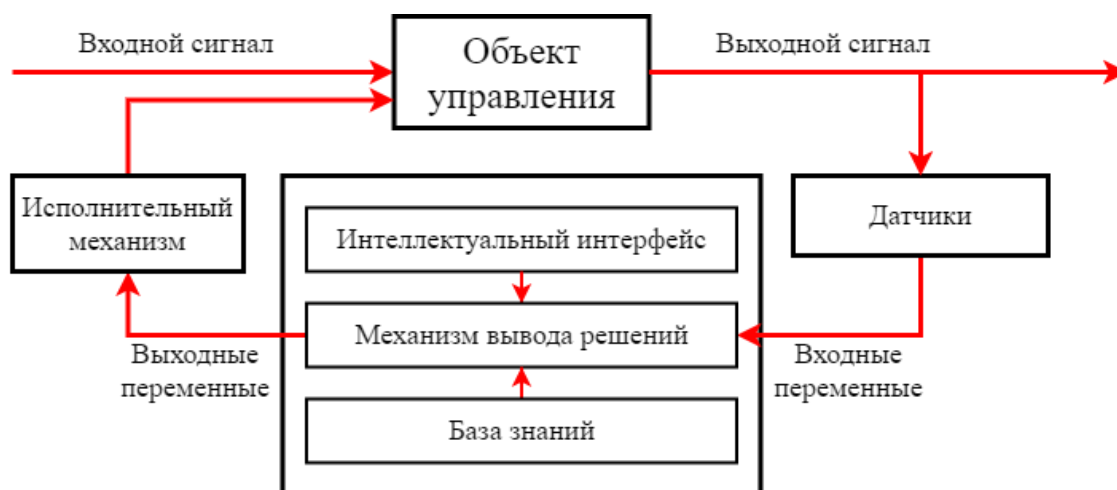 Входной сигнал
Объект
управления
Выходной сигнал
Исполнительный
механизм
Интеллектуальный интерфейс
Датчики
Механизм вывода решений
Выходные
переменные
Входные
переменные
База знаний